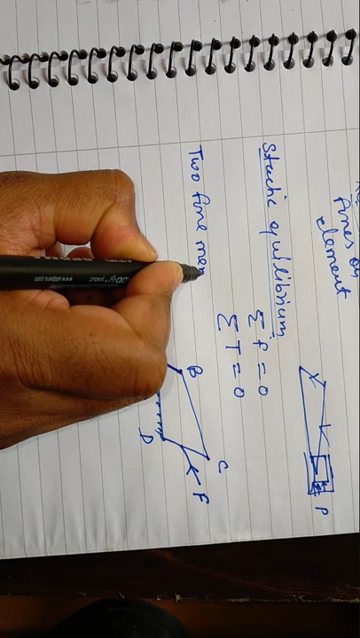 Forces on
element
P
Static equilibrium
Σ F = 0
Σ T = 0
Two force mem
B
C
F
D